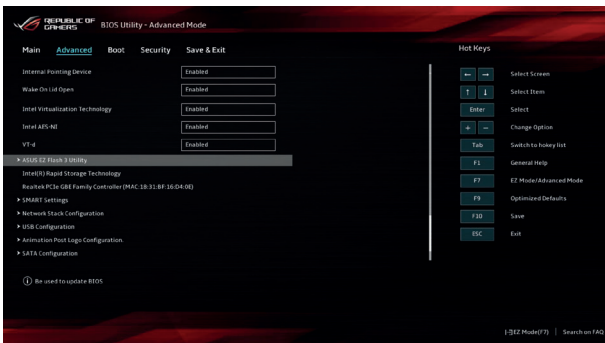 REPUBLIC OF
GAMERS
BIOS Utility - Advanced Mode
Main Advanced Boot Security Save & Exit
Hot Keys
Internal Pointing Device Enabled
Wake On Lid Open Enabled
Intel Virtualization Technology Enabled
Intel AES-NI Enabled
VT-d Enabled
> ASUS EZ Flash 3 Utility
Intel(R) Rapid Storage Technology
Realtek PCIe GBE Family Controller (MAC:18:31:BF:16:D4:0E)
> SMART Settings
> Network Stack Configuration
> USB Configuration
> Animation Post Logo Configuration
> SATA Configuration
← → Select Screen
↑ ↓ Select Item
Enter Select
+ − Change Option
Tab Switch to hokey list
F1 General Help
F7 EZ Mode/Advanced Mode
F9 Optimized Defaults
F10 Save
ESC Exit
i Be used to update BIOS
EZ Mode(F7) | Search on FAQ